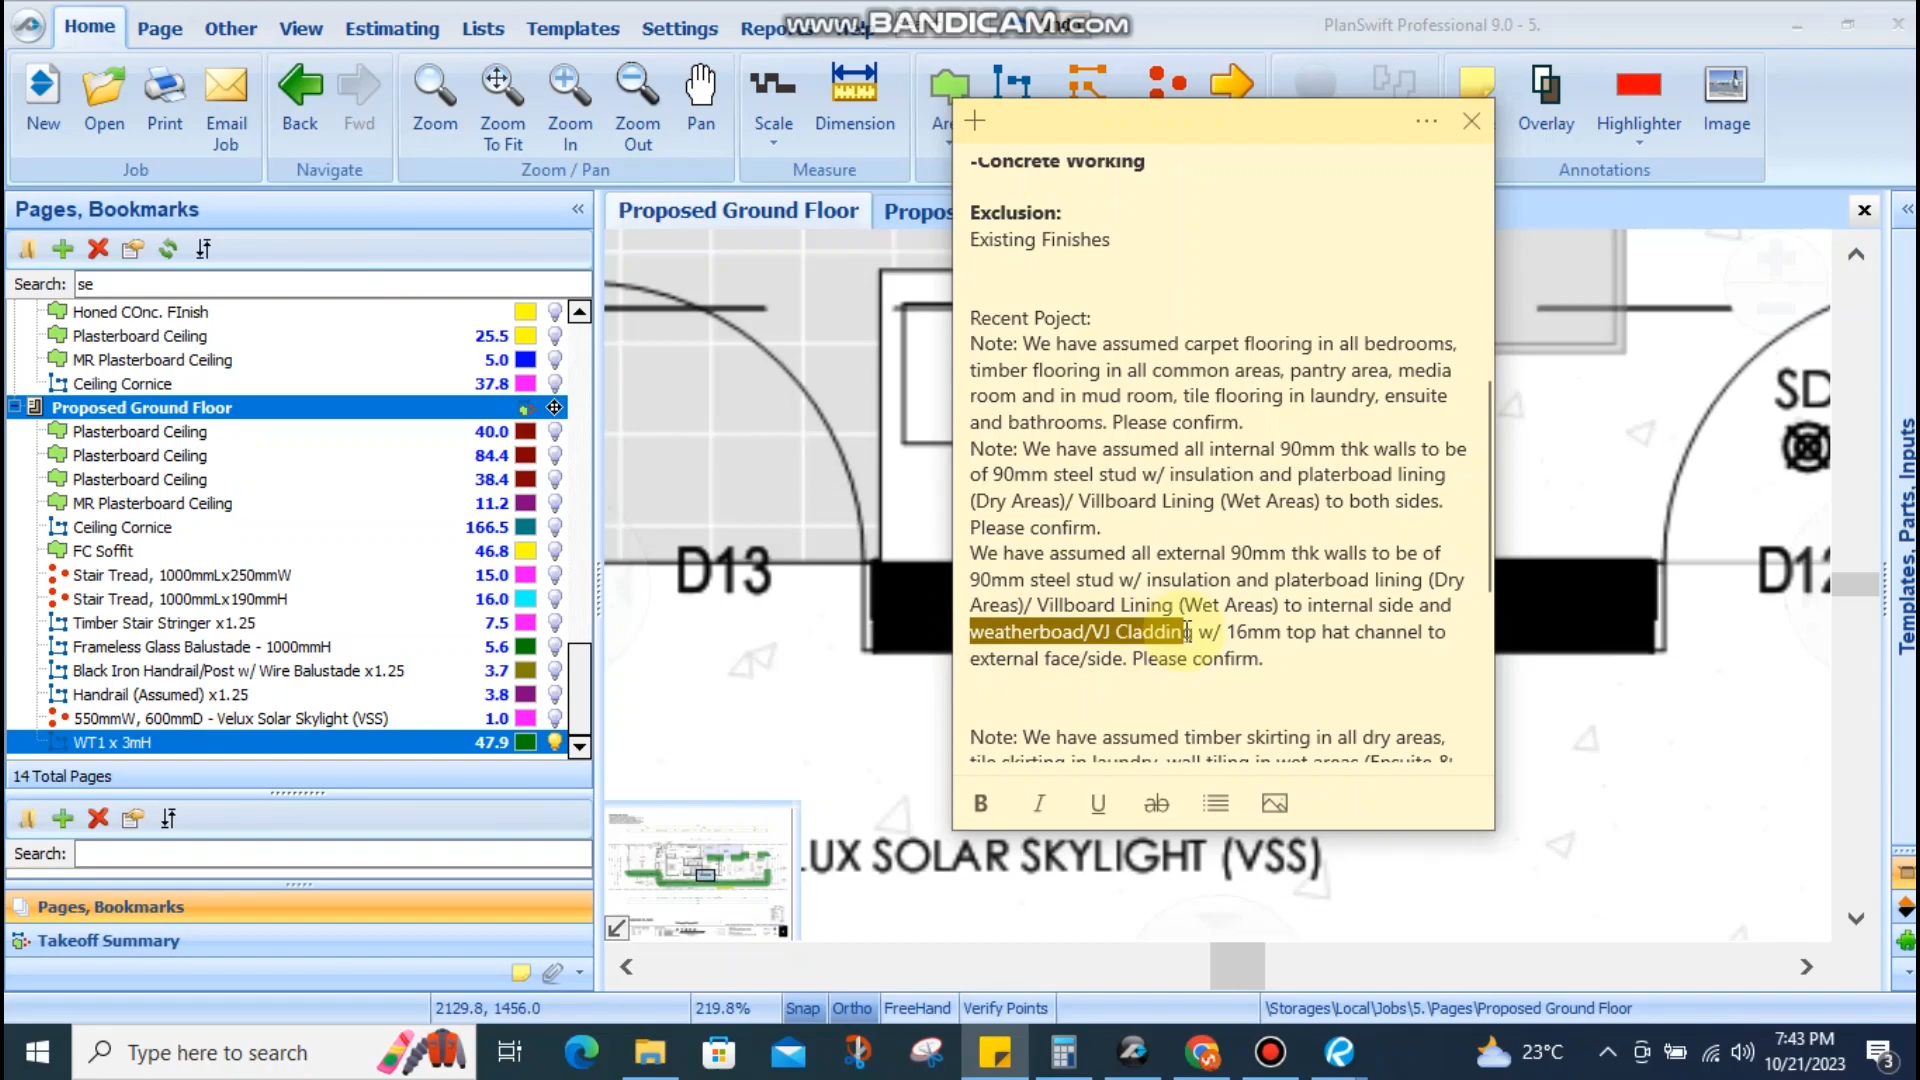 Home Page Other View Estimating Lists Templates Settings
www.BANDICAM.com
PlanSwift Professional 9.0 - 5.
New Open Print Email Job
Back Fwd
Zoom Zoom To Fit Zoom In Zoom Out Pan
Scale Dimension
Overlay Highlighter Image
Job Navigate Zoom / Pan Measure Annotations
Pages, Bookmarks
Search: se
Honed COnc. FInish
Plasterboard Ceiling 25.5
MR Plasterboard Ceiling 5.0
Ceiling Cornice 37.8
Proposed Ground Floor
Plasterboard Ceiling 40.0
Plasterboard Ceiling 84.4
Plasterboard Ceiling 38.4
MR Plasterboard Ceiling 11.2
Ceiling Cornice 166.5
FC Soffit 46.8
Stair Tread, 1000mmLx250mmW 15.0
Stair Tread, 1000mmLx190mmH 16.0
Timber Stair Stringer x1.25 7.5
Frameless Glass Balustade - 1000mmH 5.6
Black Iron Handrail/Post w/ Wire Balustade x1.25 3.7
Handrail (Assumed) x1.25 3.8
550mmW, 600mmD - Velux Solar Skylight (VSS) 1.0
WT1 x 3mH 47.9
14 Total Pages
Search:
Pages, Bookmarks
Takeoff Summary
Proposed Ground Floor
D13
-Concrete Working
Exclusion:
Existing Finishes
Recent Poject:
Note: We have assumed carpet flooring in all bedrooms,
timber flooring in all common areas, pantry area, media
room and in mud room, tile flooring in laundry, ensuite
and bathrooms. Please confirm.
Note: We have assumed all internal 90mm thk walls to be
of 90mm steel stud w/ insulation and platerboad lining
(Dry Areas)/ Villboard Lining (Wet Areas) to both sides.
Please confirm.
We have assumed all external 90mm thk walls to be of
90mm steel stud w/ insulation and platerboad lining (Dry
Areas)/ Villboard Lining (Wet Areas) to internal side and
weatherboad/VJ Cladding w/ 16mm top hat channel to
external face/side. Please confirm.
Note: We have assumed timber skirting in all dry areas,
tile skirting in laundry, wall tiling in wet areas (Ensuite &
B I U ab
SD
D12
LUX SOLAR SKYLIGHT (VSS)
Templates, Parts, Inputs
2129.8, 1456.0
219.8%
Snap Ortho FreeHand Verify Points
\Storages\Local\Jobs\5.\Pages\Proposed Ground Floor
Type here to search
23°C
7:43 PM
10/21/2023
3